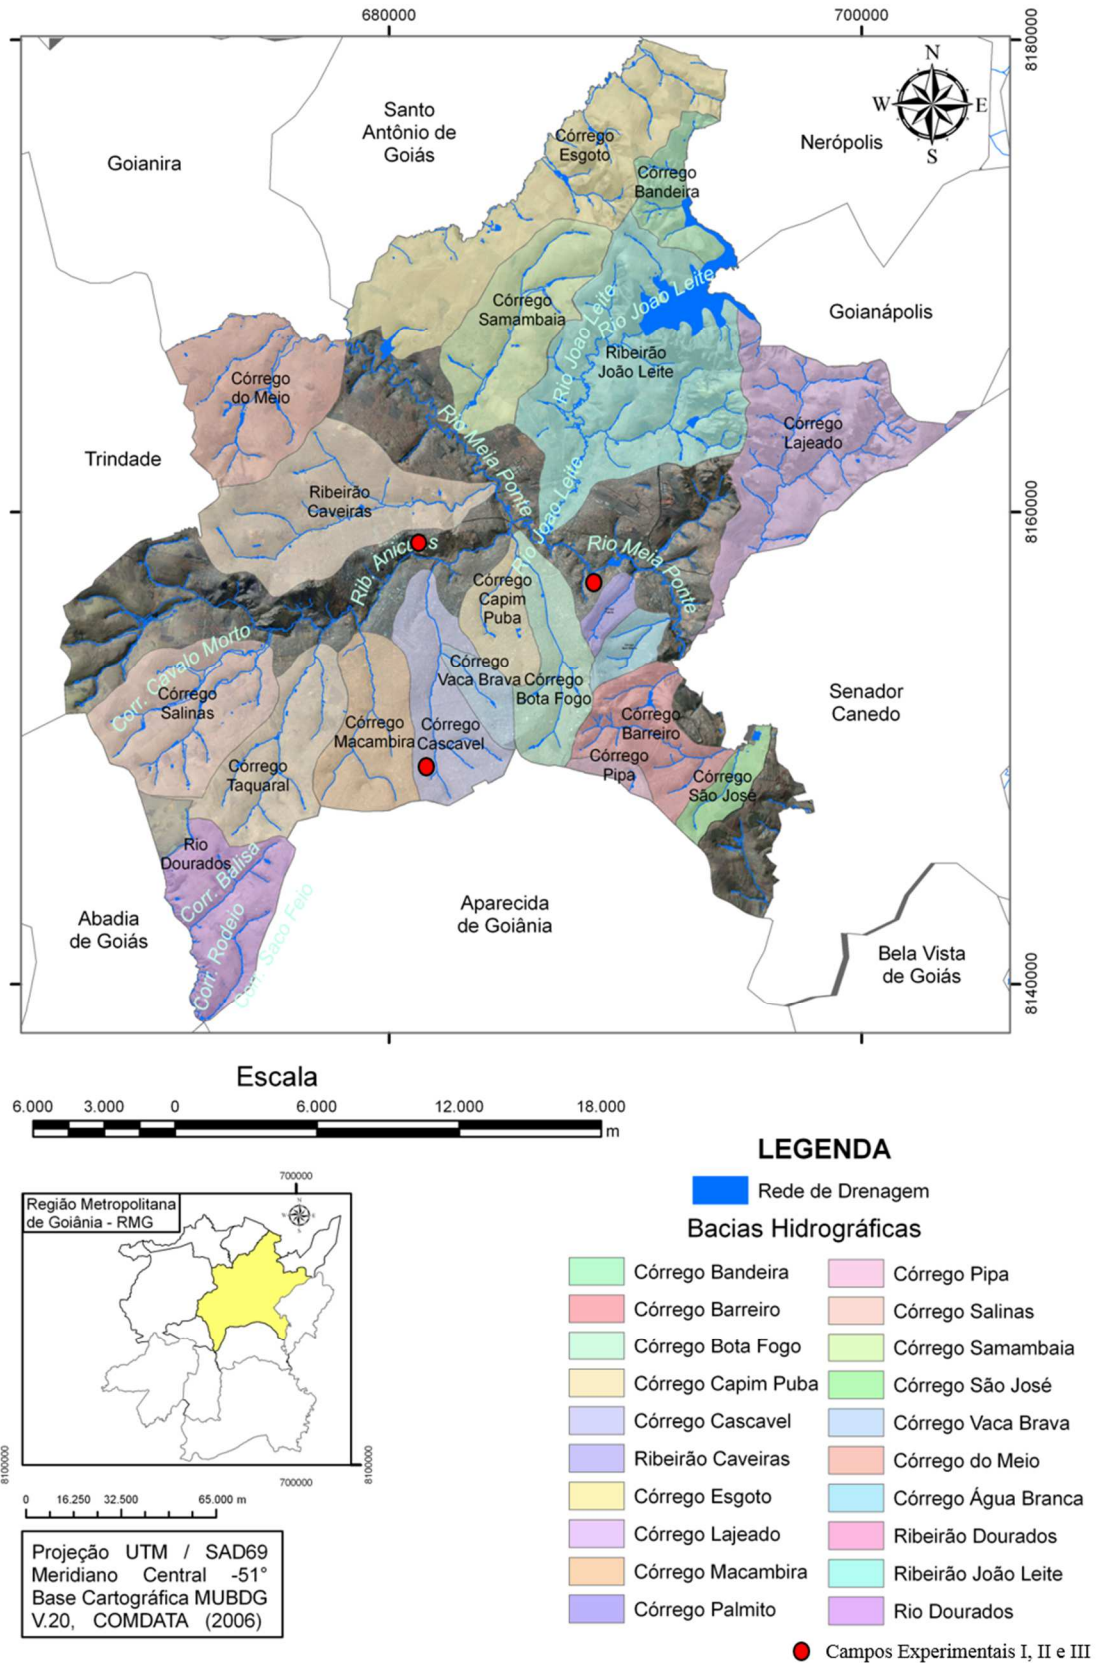 680000
700000
8180000
8160000
8140000
N
W
E
S
Goianira
Santo
Antônio de
Goiás
Nerópolis
Goianápolis
Trindade
Senador
Canedo
Abadia
de Goiás
Aparecida
de Goiânia
Bela Vista
de Goiás
Córrego
Esgoto
Córrego
Bandeira
Córrego
Samambaia
Rio Joao Leite
Rio Joao Leite
Ribeirão
João Leite
Córrego
do Meio
Rio Meia Ponte
Córrego
Lajeado
Ribeirão
Caveiras
Rio Joao Leite
Rio Meia Ponte
Córrego
Capim
Puba
Corr. Cavalo Morto
Córrego
Salinas
Córrego
Vaca Brava
Córrego
Bota Fogo
Córrego
Macambira
Córrego
Cascavel
Córrego
Barreiro
Córrego
Pipa
Córrego
São José
Córrego
Taquaral
Rio
Dourados
Corr. Balisa
Corr. Rodeio
Corr. Saco Feio
Escala
6.000 3.000 0 6.000 12.000 18.000
m
Região Metropolitana
de Goiânia - RMG
700000
N
S
8100000
8100000
700000
0 16.250 32.500 65.000 m
Projeção UTM / SAD69
Meridiano Central -51°
Base Cartográfica MUBDG
V.20, COMDATA (2006)
LEGENDA
Rede de Drenagem
Bacias Hidrográficas
Córrego Bandeira
Córrego Barreiro
Córrego Bota Fogo
Córrego Capim Puba
Córrego Cascavel
Ribeirão Caveiras
Córrego Esgoto
Córrego Lajeado
Córrego Macambira
Córrego Palmito
Córrego Pipa
Córrego Salinas
Córrego Samambaia
Córrego São José
Córrego Vaca Brava
Córrego do Meio
Córrego Água Branca
Ribeirão Dourados
Ribeirão João Leite
Rio Dourados
Campos Experimentais I, II e III